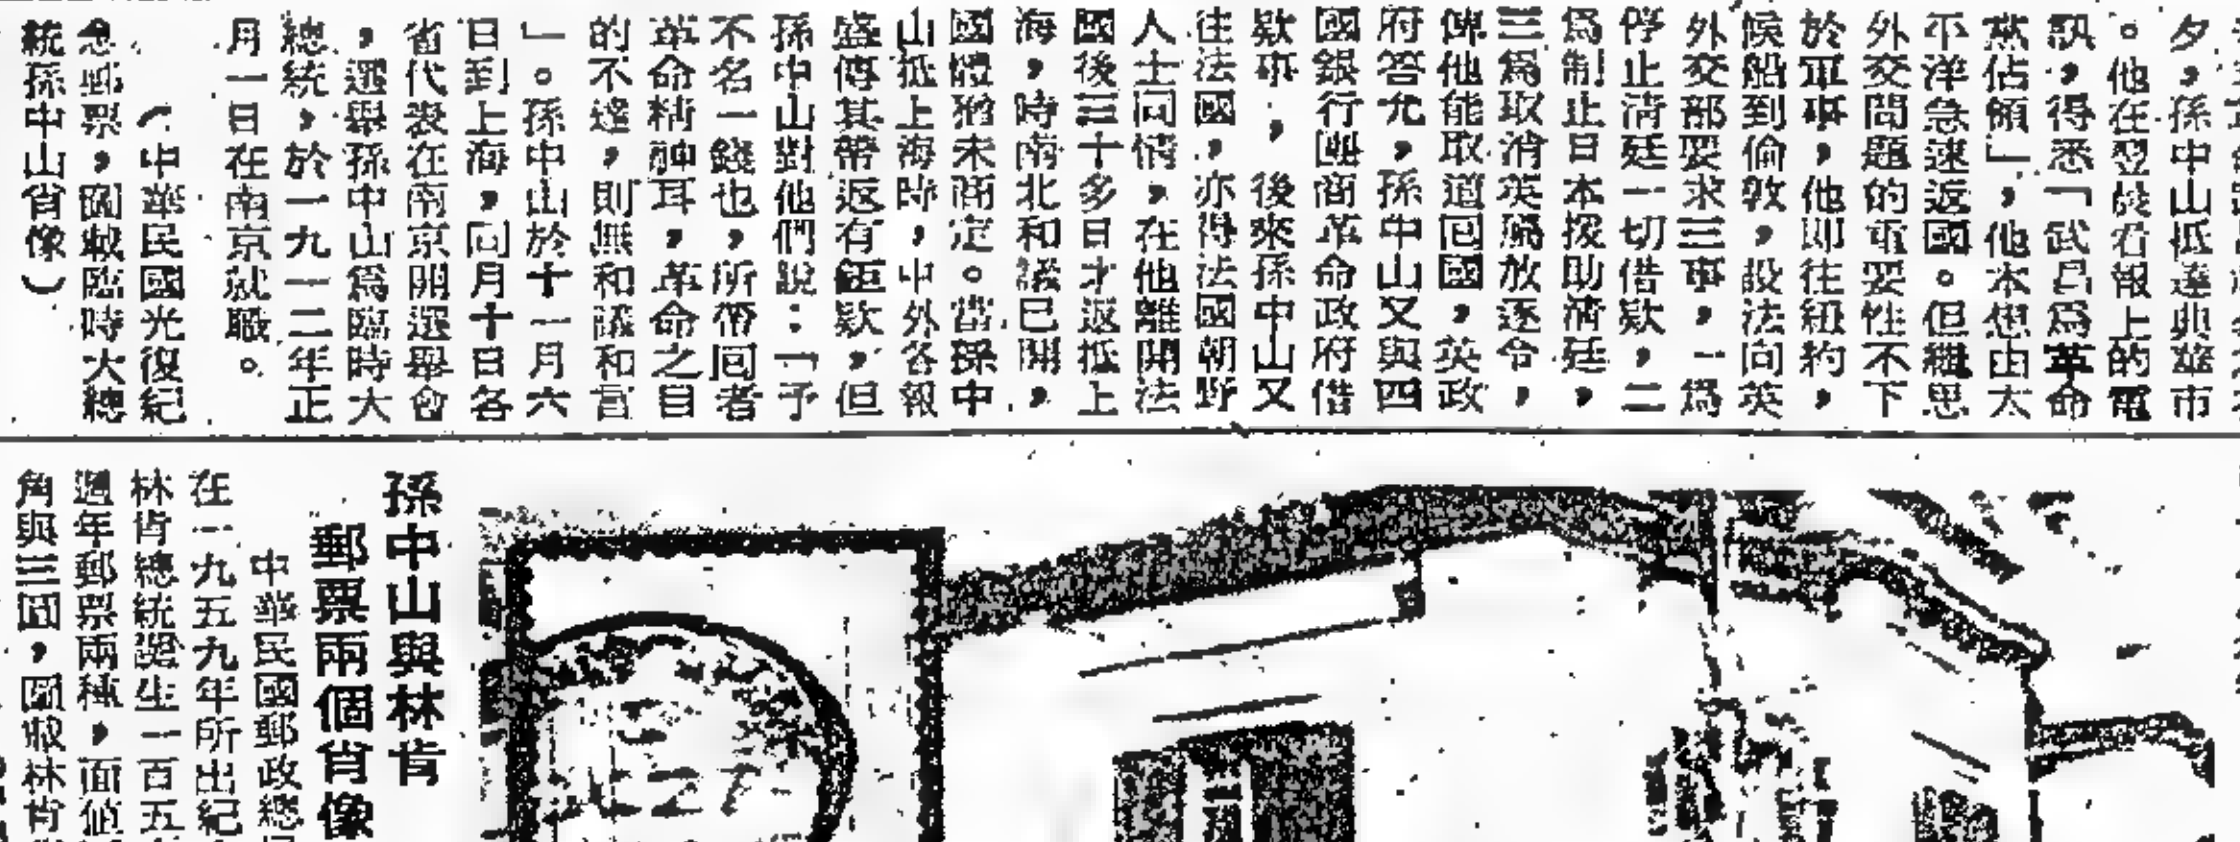 夕，孫中山抵達典華市
。他在翌晨看報上的電
訊，得悉「武昌爲革命
黨佔領」，他本想由太
平洋急速返國。但繼思
外交問題的重要性不下
於軍事，他即往紐約，
候船到倫敦，設法向英
外交部要求三事，一爲
停止清廷一切借欵，二
爲制止日本援助清廷，
三爲取消英屬放逐令，
俾他能取道回國，英政
府答允，孫中山又與四
國銀行團商革命政府借
欵事，後來孫中山又
往法國，亦得法國朝野
人士同情，在他離開法
國後三十多日才返抵上
海，時南北和議已開，
國體猶未商定。當孫中
山抵上海時，中外各報
盛傳其帶返有鉅欵，但
孫中山對他們說：「予
不名一錢也，所帶回者
革命精神耳，革命之目
的不達，則無和議和言
」。孫中山於十一月六
日到上海，同月十日各
省代表在南京開選舉會
，選舉孫中山爲臨時大
總統，於一九一二年正
月一日在南京就職。
（中華民國光復紀
念郵票，圖載臨時大總
統孫中山肖像）
孫中山與林肯
郵票兩個肖像
中華民國郵政總
在一九五九年所出紀
林肯總統誕生一百五
週年郵票兩種，面值
角與三圓，圖載林肯